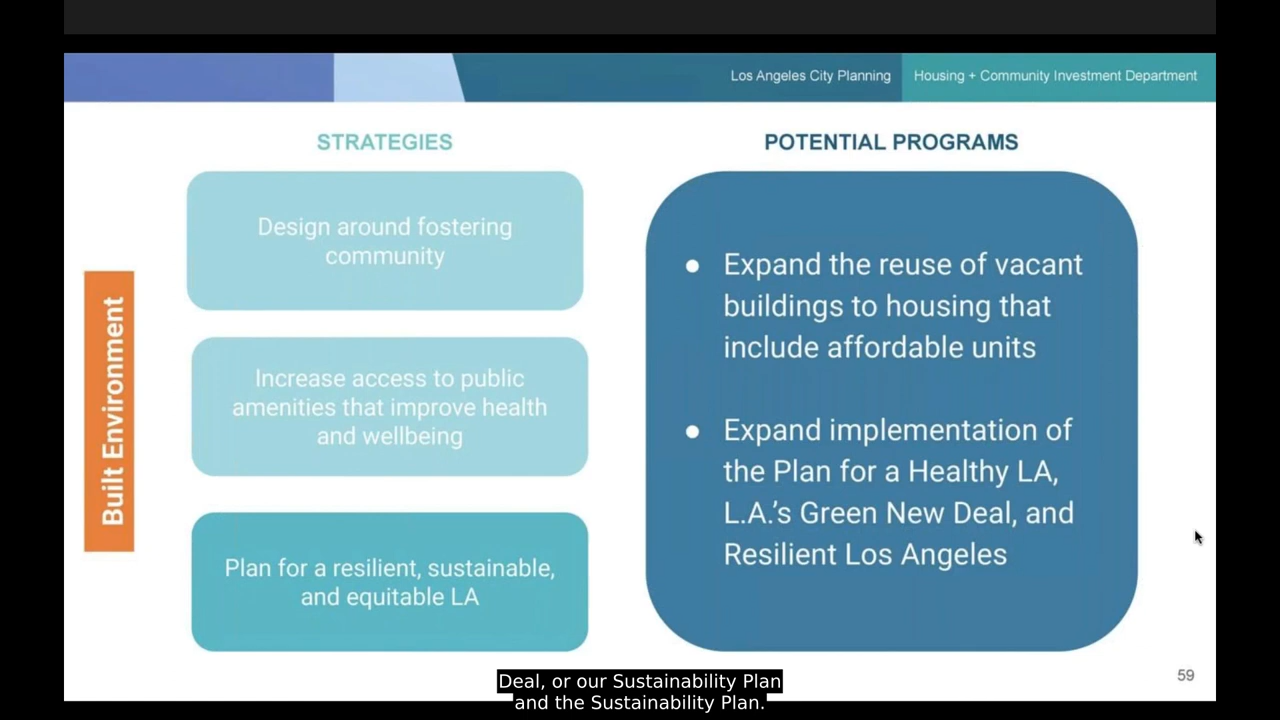 Los Angeles City Planning
Housing + Community Investment Department
STRATEGIES
POTENTIAL PROGRAMS
Built Environment
Design around fostering
community
Increase access to public
amenities that improve health
and wellbeing
Plan for a resilient, sustainable,
and equitable LA
● Expand the reuse of vacant
buildings to housing that
include affordable units
● Expand implementation of
the Plan for a Healthy LA,
L.A.'s Green New Deal, and
Resilient Los Angeles
59
Deal, or our Sustainability Plan
and the Sustainability Plan.